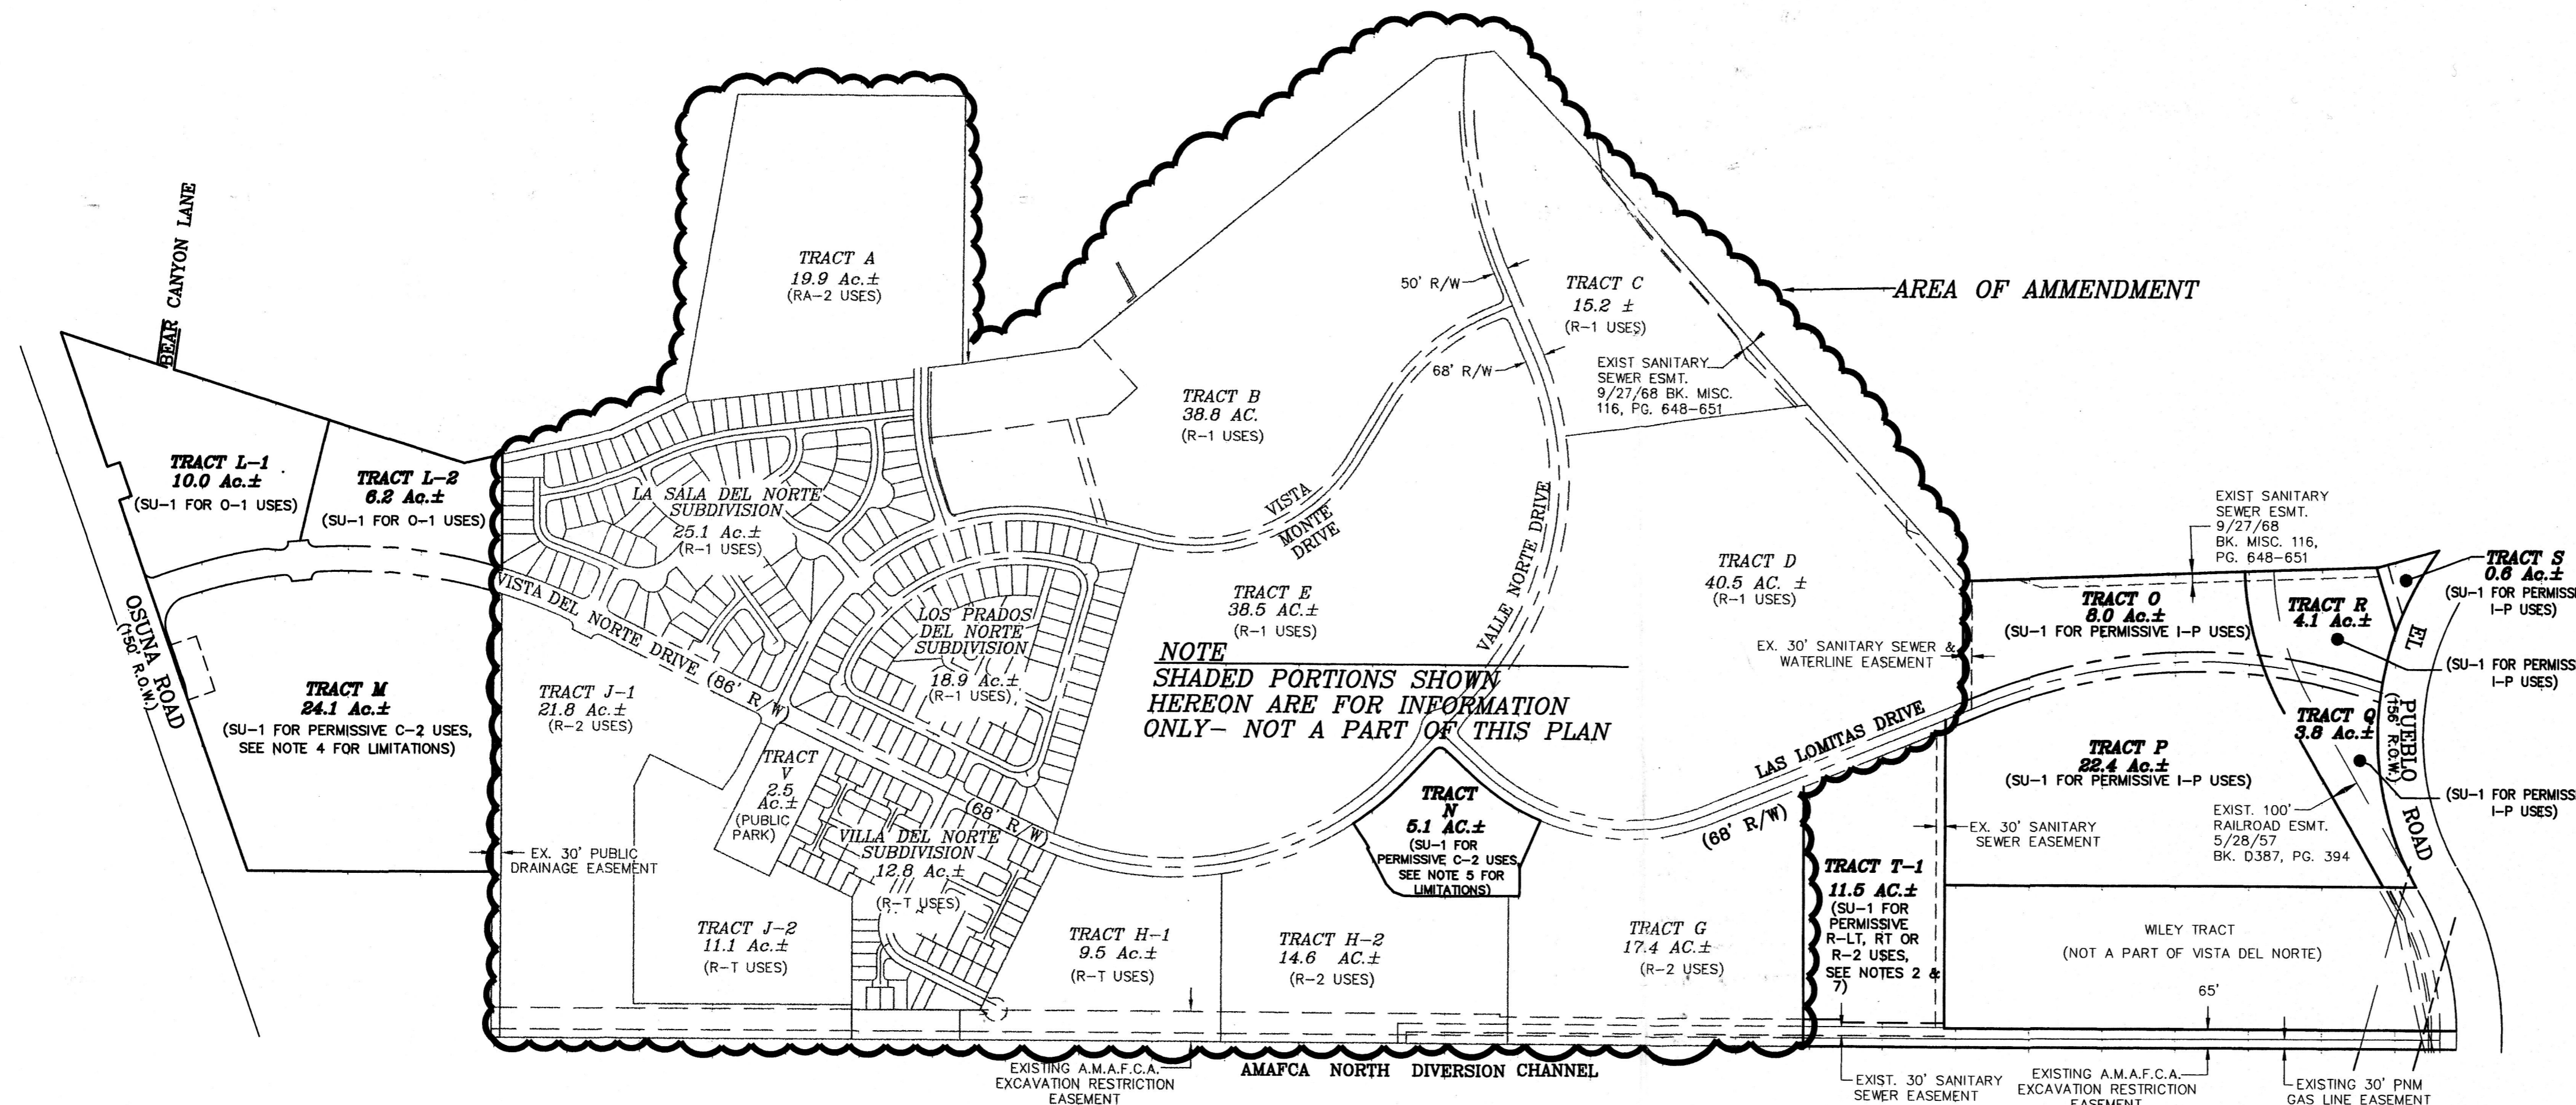 BEAR CANYON LANE
TRACT A
19.9 Ac.±
(RA-2 USES)
50' R/W
TRACT C
15.2 ±
(R-1 USES)
AREA OF AMMENDMENT
68' R/W
EXIST SANITARY
SEWER ESMT.
9/27/68 BK. MISC.
116, PG. 648-651
TRACT B
38.8 AC.
(R-1 USES)
TRACT L-1
10.0 Ac.±
(SU-1 FOR O-1 USES)
TRACT L-2
6.2 Ac.±
(SU-1 FOR O-1 USES)
LA SALA DEL NORTE
SUBDIVISION
25.1 Ac.±
(R-1 USES)
VISTA
MONTE
DRIVE
VALLE NORTE DRIVE
TRACT D
40.5 AC. ±
(R-1 USES)
EXIST SANITARY
SEWER ESMT.
9/27/68
BK. MISC. 116,
PG. 648-651
TRACT S
0.6 Ac.±
(SU-1 FOR PERMISS
I-P USES)
TRACT O
8.0 Ac.±
(SU-1 FOR PERMISSIVE I-P USES)
TRACT R
4.1 Ac.±
(SU-1 FOR PERMISS
I-P USES)
OSUNA ROAD
(150' R.O.W.)
VISTA DEL NORTE DRIVE (86' R/W)
TRACT E
38.5 AC.±
(R-1 USES)
LOS PRADOS
DEL NORTE
SUBDIVISION
18.9 Ac.±
(R-1 USES)
NOTE
SHADED PORTIONS SHOWN
HEREON ARE FOR INFORMATION
ONLY- NOT A PART OF THIS PLAN
EX. 30' SANITARY SEWER &
WATERLINE EASEMENT
EL PUEBLO ROAD
(156' R.O.W.)
TRACT M
24.1 Ac.±
(SU-1 FOR PERMISSIVE C-2 USES,
SEE NOTE 4 FOR LIMITATIONS)
TRACT J-1
21.8 Ac.±
(R-2 USES)
TRACT
V
2.5
Ac.±
(PUBLIC
PARK)
LAS LOMITAS DRIVE
(68' R/W)
TRACT P
22.4 Ac.±
(SU-1 FOR PERMISSIVE I-P USES)
TRACT Q
3.8 Ac.±
(SU-1 FOR PERMISS
I-P USES)
TRACT
N
5.1 AC.±
(SU-1 FOR
PERMISSIVE C-2 USES,
SEE NOTE 5 FOR
LIMITATIONS)
(68' R/W)
VILLA DEL NORTE
SUBDIVISION
12.8 Ac.±
(R-T USES)
EX. 30' PUBLIC
DRAINAGE EASEMENT
EX. 30' SANITARY
SEWER EASEMENT
EXIST. 100'
RAILROAD ESMT.
5/28/57
BK. D387, PG. 394
TRACT T-1
11.5 AC.±
(SU-1 FOR
PERMISSIVE
R-LT, RT OR
R-2 USES,
SEE NOTES 2 &
7)
TRACT J-2
11.1 Ac.±
(R-T USES)
TRACT H-1
9.5 Ac.±
(R-T USES)
TRACT H-2
14.6 AC.±
(R-2 USES)
TRACT G
17.4 AC.±
(R-2 USES)
WILEY TRACT
(NOT A PART OF VISTA DEL NORTE)
65'
EXISTING A.M.A.F.C.A.
EXCAVATION RESTRICTION
EASEMENT
AMAFCA NORTH DIVERSION CHANNEL
EXIST. 30' SANITARY
SEWER EASEMENT
EXISTING A.M.A.F.C.A.
EXCAVATION RESTRICTION
EASEMENT
EXISTING 30' PNM
GAS LINE EASEMENT